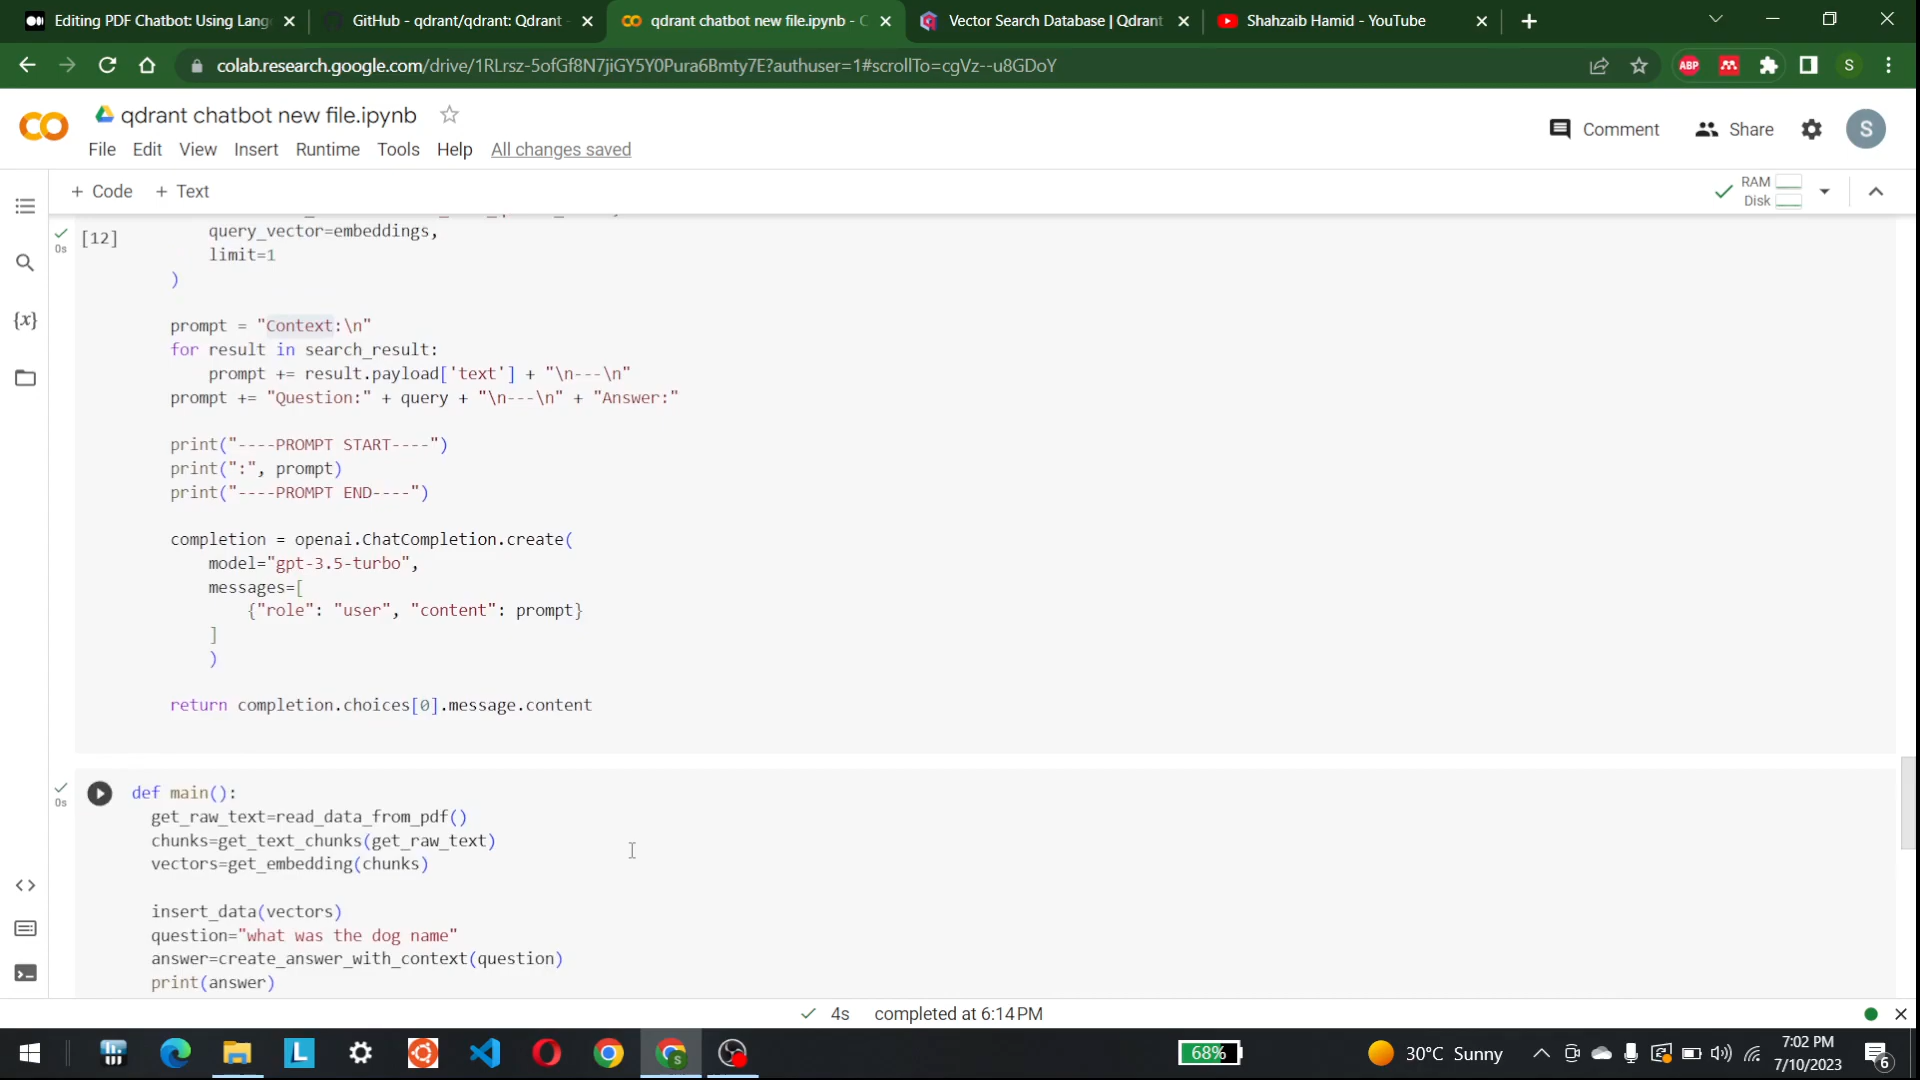 Editing PDF Chatbot: Using Lang
GitHub - qdrant/qdrant: Qdrant -
qdrant chatbot new file.ipynb - C
Vector Search Database | Qdrant
Shahzaib Hamid - YouTube
colab.research.google.com/drive/1RLrsz-5ofGf8N7jiGY5Y0Pura6Bmty7E?authuser=1#scrollTo=cgVz--u8GDoY
ABP
S
qdrant chatbot new file.ipynb
File Edit View Insert Runtime Tools Help All changes saved
Comment
Share
S
+ Code + Text
RAM
Disk
{x}
0s
[12]
query_vector=embeddings,
limit=1
)
prompt = "Context:\n"
for result in search_result:
prompt += result.payload['text'] + "\n---\n"
prompt += "Question:" + query + "\n---\n" + "Answer:"
print("----PROMPT START----")
print(":", prompt)
print("----PROMPT END----")
completion = openai.ChatCompletion.create(
model="gpt-3.5-turbo",
messages=[
{"role": "user", "content": prompt}
]
)
return completion.choices[0].message.content
0s
def main():
get_raw_text=read_data_from_pdf()
chunks=get_text_chunks(get_raw_text)
vectors=get_embedding(chunks)
insert_data(vectors)
question="what was the dog name"
answer=create_answer_with_context(question)
print(answer)
4s completed at 6:14 PM
L
S
68%
30°C Sunny
7:02 PM
7/10/2023
6